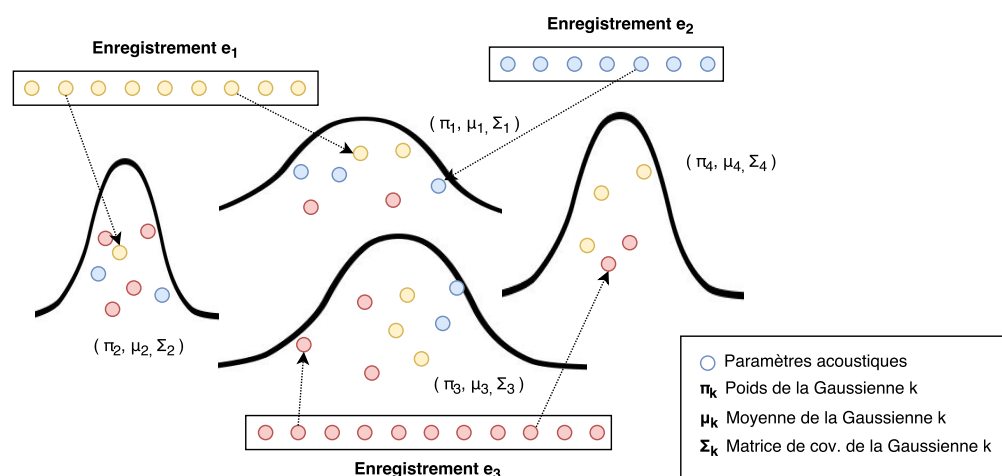 Enregistrement e₁
Enregistrement e₂
( π₁, μ₁, Σ₁ )
( π₄, μ₄, Σ₄ )
( π₂, μ₂, Σ₂ )
( π₃, μ₃, Σ₃ )
Enregistrement e₃
Paramètres acoustiques
πₖ Poids de la Gaussienne k
μₖ Moyenne de la Gaussienne k
Σₖ Matrice de cov. de la Gaussienne k